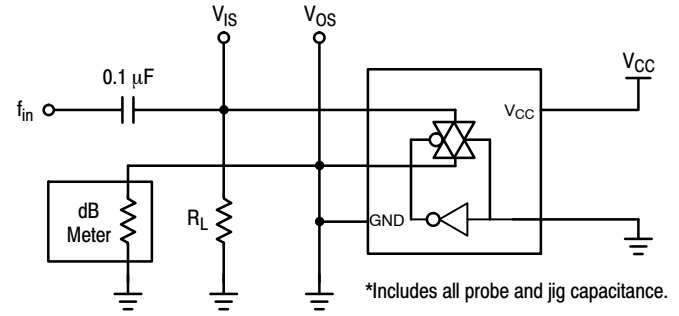 V_IS V_OS
V_CC
0.1 μF
f_in
V_CC
dB
Meter
R_L
GND
*Includes all probe and jig capacitance.